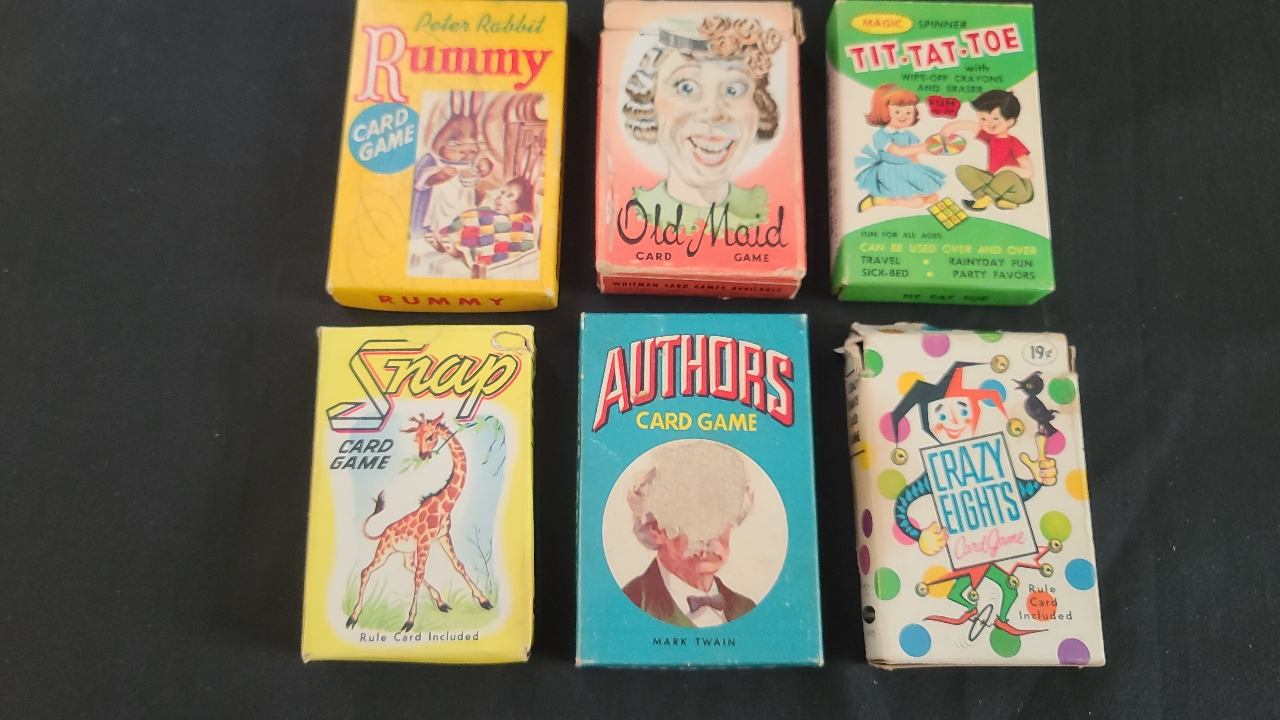 Peter Rabbit
Rummy
CARD
GAME
RUMMY
Old Maid
CARD GAME
WHITMAN CARD GAMES AVAILABLE
MAGIC SPINNER
TIT·TAT·TOE
with
WIPE-OFF CRAYONS
AND ERASER
FUN FOR ALL AGES
CAN BE USED OVER AND OVER
TRAVEL • RAINYDAY FUN
SICK-BED • PARTY FAVORS
TIT TAT TOE
Snap
CARD
GAME
Rule Card Included
AUTHORS
CARD GAME
MARK TWAIN
19¢
CRAZY
EIGHTS
Card Game
Rule
Card
Included